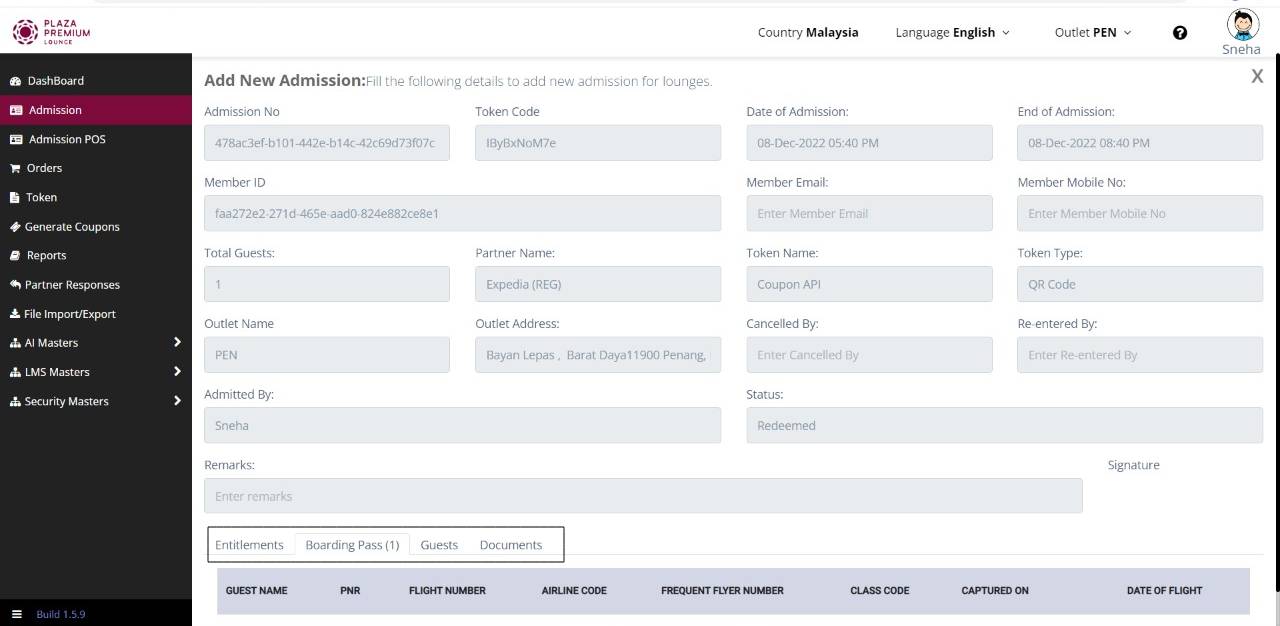 PLAZA
PREMIUM
LOUNGE
Country Malaysia
Language English
Outlet PEN
Sneha
DashBoard
Admission
Admission POS
Orders
Token
Generate Coupons
Reports
Partner Responses
File Import/Export
AI Masters
LMS Masters
Security Masters
Build 1.5.9
Add New Admission:Fill the following details to add new admission for lounges.
X
Admission No Token Code Date of Admission: End of Admission:
478ac3ef-b101-442e-b14c-42c69d73f07c IByBxNoM7e 08-Dec-2022 05:40 PM 08-Dec-2022 08:40 PM
Member ID Member Email: Member Mobile No:
faa272e2-271d-465e-aad0-824e882ce8e1 Enter Member Email Enter Member Mobile No
Total Guests: Partner Name: Token Name: Token Type:
1 Expedia (REG) Coupon API QR Code
Outlet Name Outlet Address: Cancelled By: Re-entered By:
PEN Bayan Lepas , Barat Daya11900 Penang, Enter Cancelled By Enter Re-entered By
Admitted By: Status:
Sneha Redeemed
Remarks: Signature
Enter remarks
Entitlements Boarding Pass (1) Guests Documents
GUEST NAME PNR FLIGHT NUMBER AIRLINE CODE FREQUENT FLYER NUMBER CLASS CODE CAPTURED ON DATE OF FLIGHT